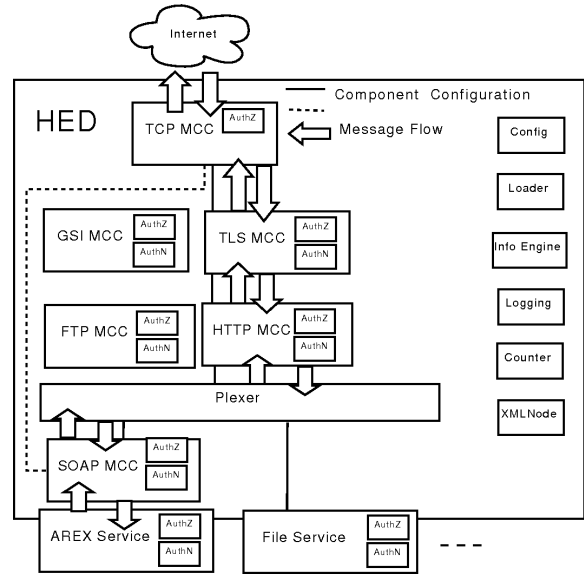 Internet
Component Configuration
HED
TCP MCC
AuthZ
Message Flow
Config
Loader
GSI MCC
AuthZ
AuthN
TLS MCC
AuthZ
AuthN
Info Engine
FTP MCC
AuthZ
AuthN
HTTP MCC
AuthZ
AuthN
Logging
Counter
Plexer
XMLNode
SOAP MCC
AuthZ
AuthN
AREX Service
AuthZ
AuthN
File Service
AuthZ
AuthN